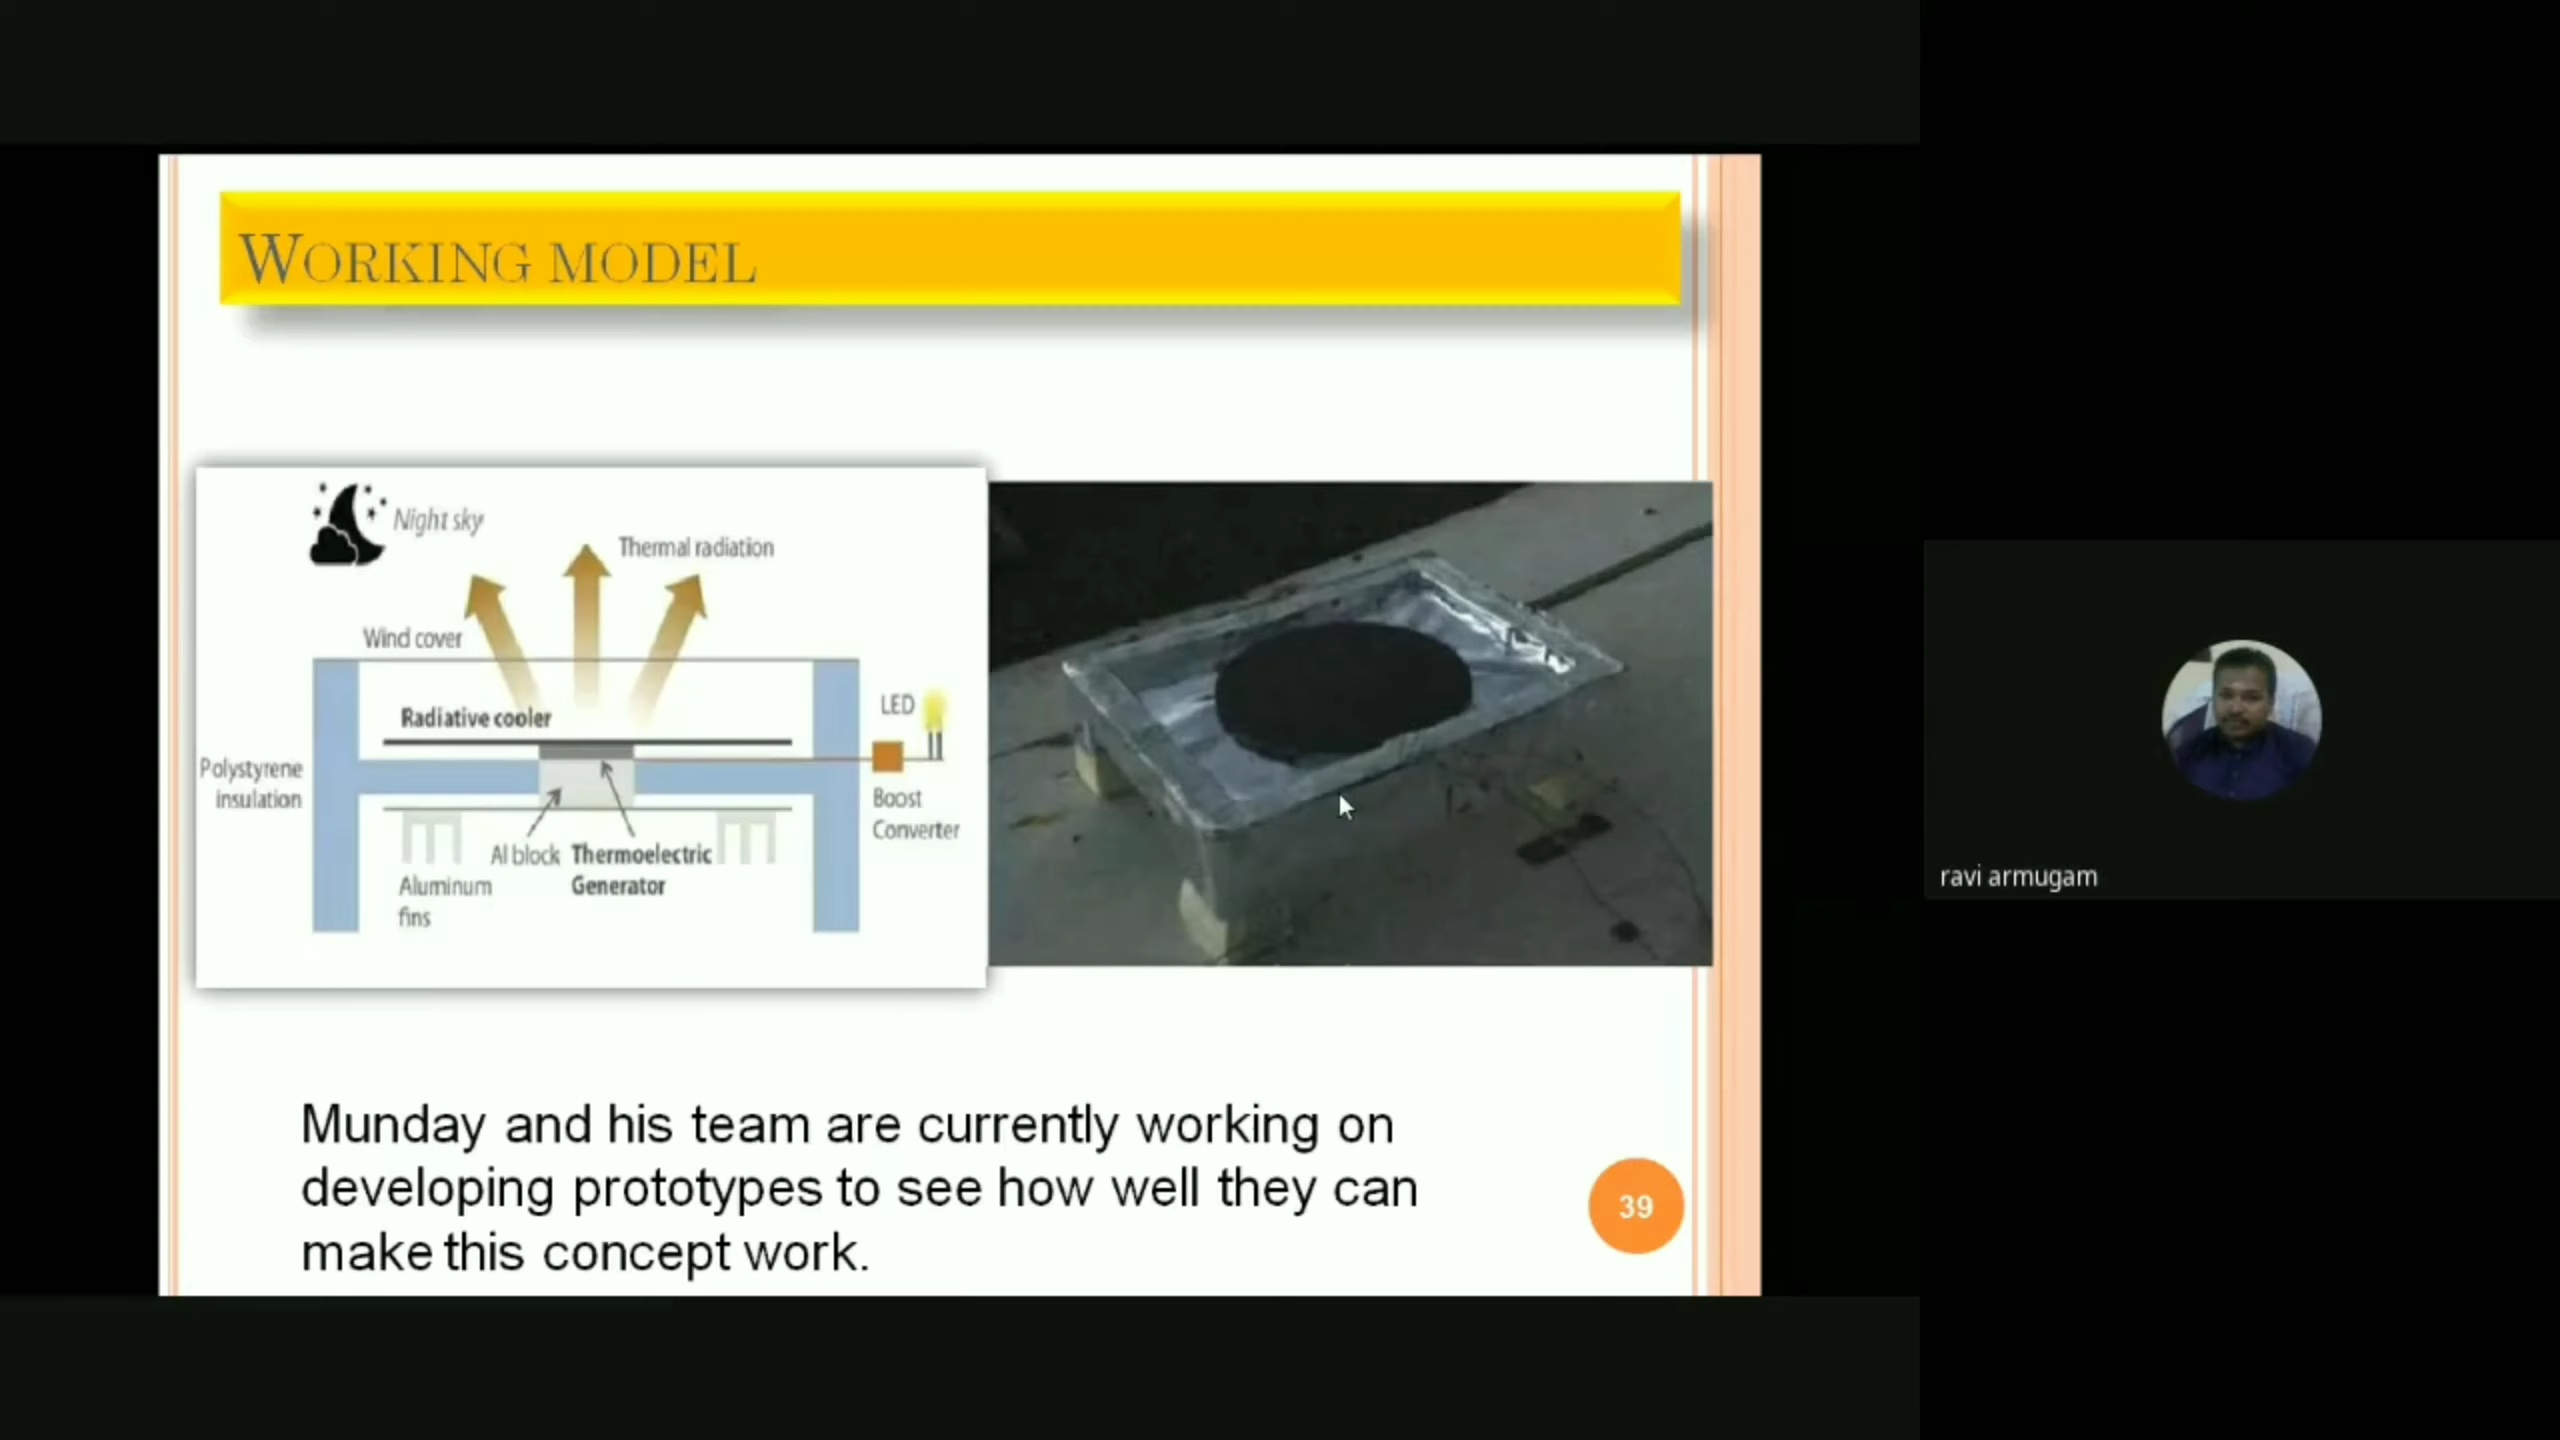 WORKING MODEL
Night sky
Thermal radiation
Wind cover
Radiative cooler
LED
Polystyrene
insulation
Boost
Converter
Al block
Thermoelectric
Generator
Aluminum
fins
Munday and his team are currently working on
developing prototypes to see how well they can
make this concept work.
39
ravi armugam